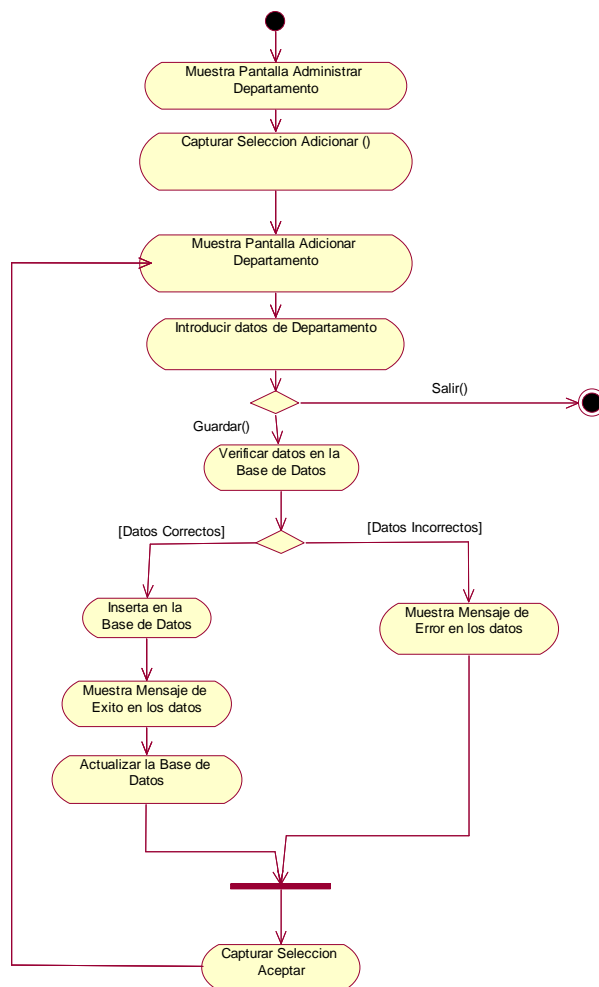 Muestra Pantalla Administrar
Departamento
Capturar Seleccion Adicionar ()
Muestra Pantalla Adicionar
Departamento
Introducir datos de Departamento
Salir()
Guardar()
Verificar datos en la
Base de Datos
[Datos Correctos]
[Datos Incorrectos]
Inserta en la
Base de Datos
Muestra Mensaje de
Error en los datos
Muestra Mensaje de
Exito en los datos
Actualizar la Base de
Datos
Capturar Seleccion
Aceptar